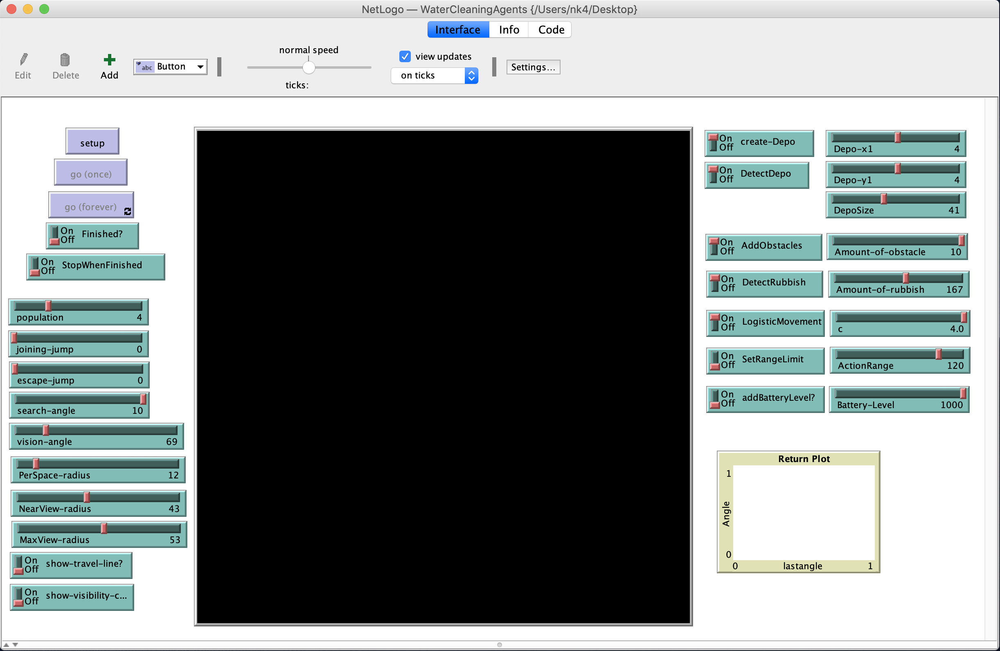 NetLogo — WaterCleaningAgents {/Users/nk4/Desktop}
Interface Info Code
normal speed
view updates
Edit Delete Add abc Button on ticks Settings...
ticks:
setup
go (once)
go (forever)
On
Off Finished?
On
Off StopWhenFinished
population 4
joining-jump 0
escape-jump 0
search-angle 10
vision-angle 69
PerSpace-radius 12
NearView-radius 43
MaxView-radius 53
On
Off show-travel-line?
On
Off show-visibility-c...
On
Off create-Depo
Depo-x1 4
On
Off DetectDepo
Depo-y1 4
DepoSize 41
On
Off AddObstacles
Amount-of-obstacle 10
On
Off DetectRubbish
Amount-of-rubbish 167
On
Off LogisticMovement
c 4.0
On
Off SetRangeLimit
ActionRange 120
On
Off addBatteryLevel?
Battery-Level 1000
Return Plot
1
Angle
0
0 lastangle 1